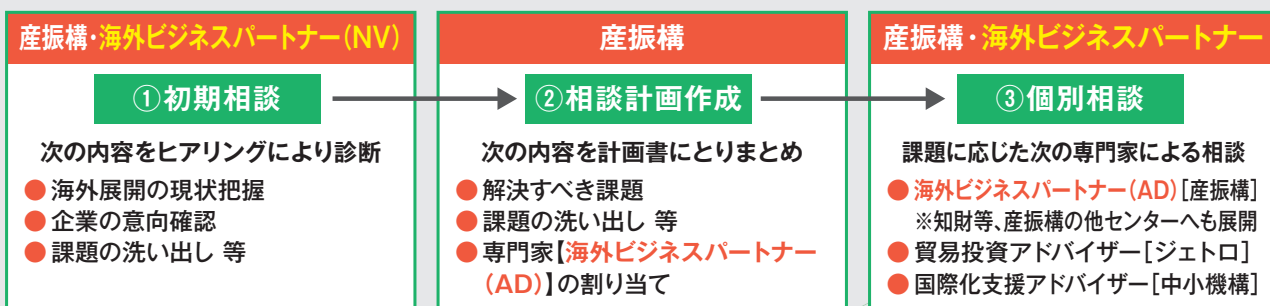 産振構・海外ビジネスパートナー(NV)
①初期相談
次の内容をヒアリングにより診断
●海外展開の現状把握
●企業の意向確認
●課題の洗い出し 等
産振構
②相談計画作成
次の内容を計画書にとりまとめ
●解決すべき課題
●課題の洗い出し 等
●専門家【海外ビジネスパートナー
(AD)】の割り当て
産振構・海外ビジネスパートナー
③個別相談
課題に応じた次の専門家による相談
●海外ビジネスパートナー(AD)[産振構]
※知財等、産振構の他センターへも展開
●貿易投資アドバイザー[ジェトロ]
●国際化支援アドバイザー[中小機構]